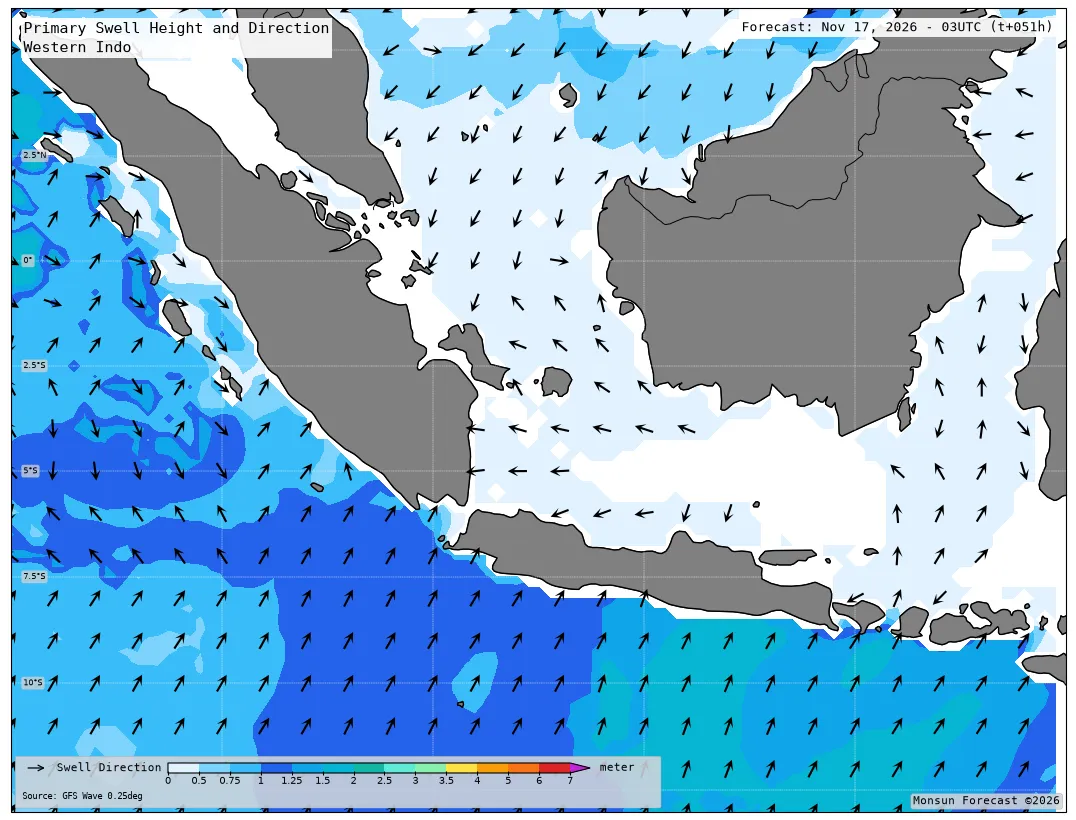 Primary Swell Height and Direction
Western Indo
Forecast: Nov 17, 2026 - 03UTC (t+051h)
2.5°N
0°
2.5°S
5°S
7.5°S
10°S
Swell Direction
meter
0 0.5 0.75 1 1.25 1.5 2 2.5 3 3.5 4 5 6 7
Source: GFS Wave 0.25deg
Monsun Forecast ©2026